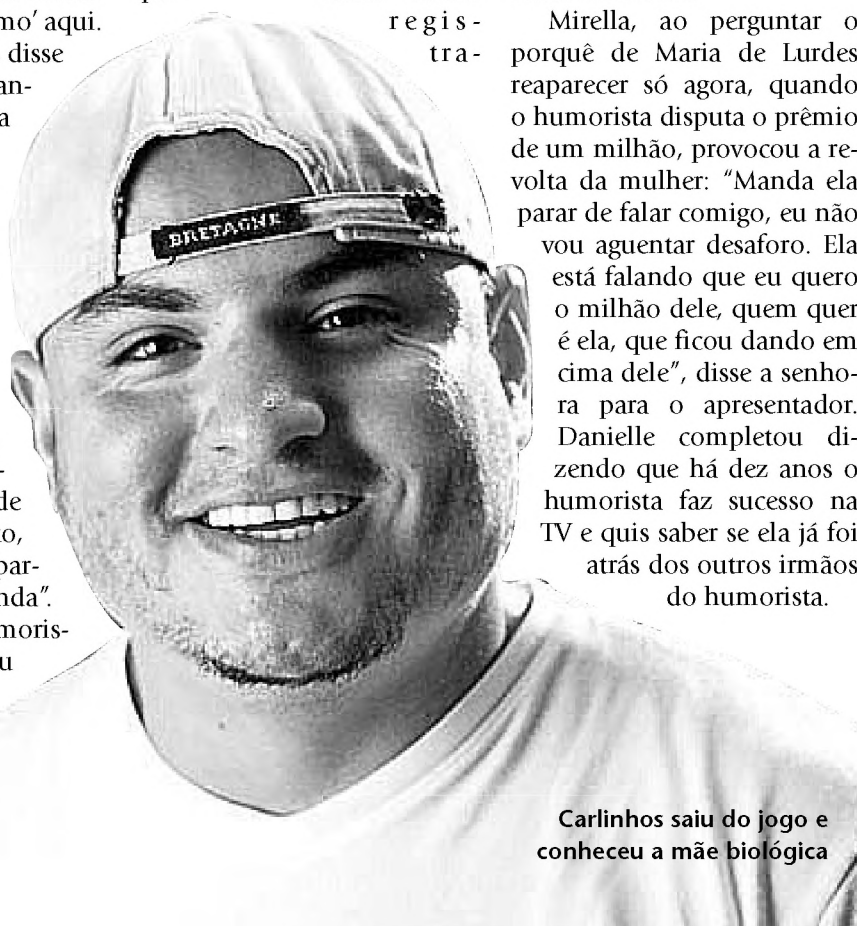 mo’ aqui.
disse
an-
a
-
de
o,
par-
nda”.
moris-
u
regis-
tra-
BRETAGNE
Mirella, ao perguntar o
porquê de Maria de Lurdes
reaparecer só agora, quando
o humorista disputa o prêmio
de um milhão, provocou a re-
volta da mulher: “Manda ela
parar de falar comigo, eu não
vou aguentar desaforo. Ela
está falando que eu quero
o milhão dele, quem quer
é ela, que ficou dando em
cima dele”, disse a senho-
ra para o apresentador.
Danielle completou di-
zendo que há dez anos o
humorista faz sucesso na
TV e quis saber se ela já foi
atrás dos outros irmãos
do humorista.
Carlinhos saiu do jogo e
conheceu a mãe biológica